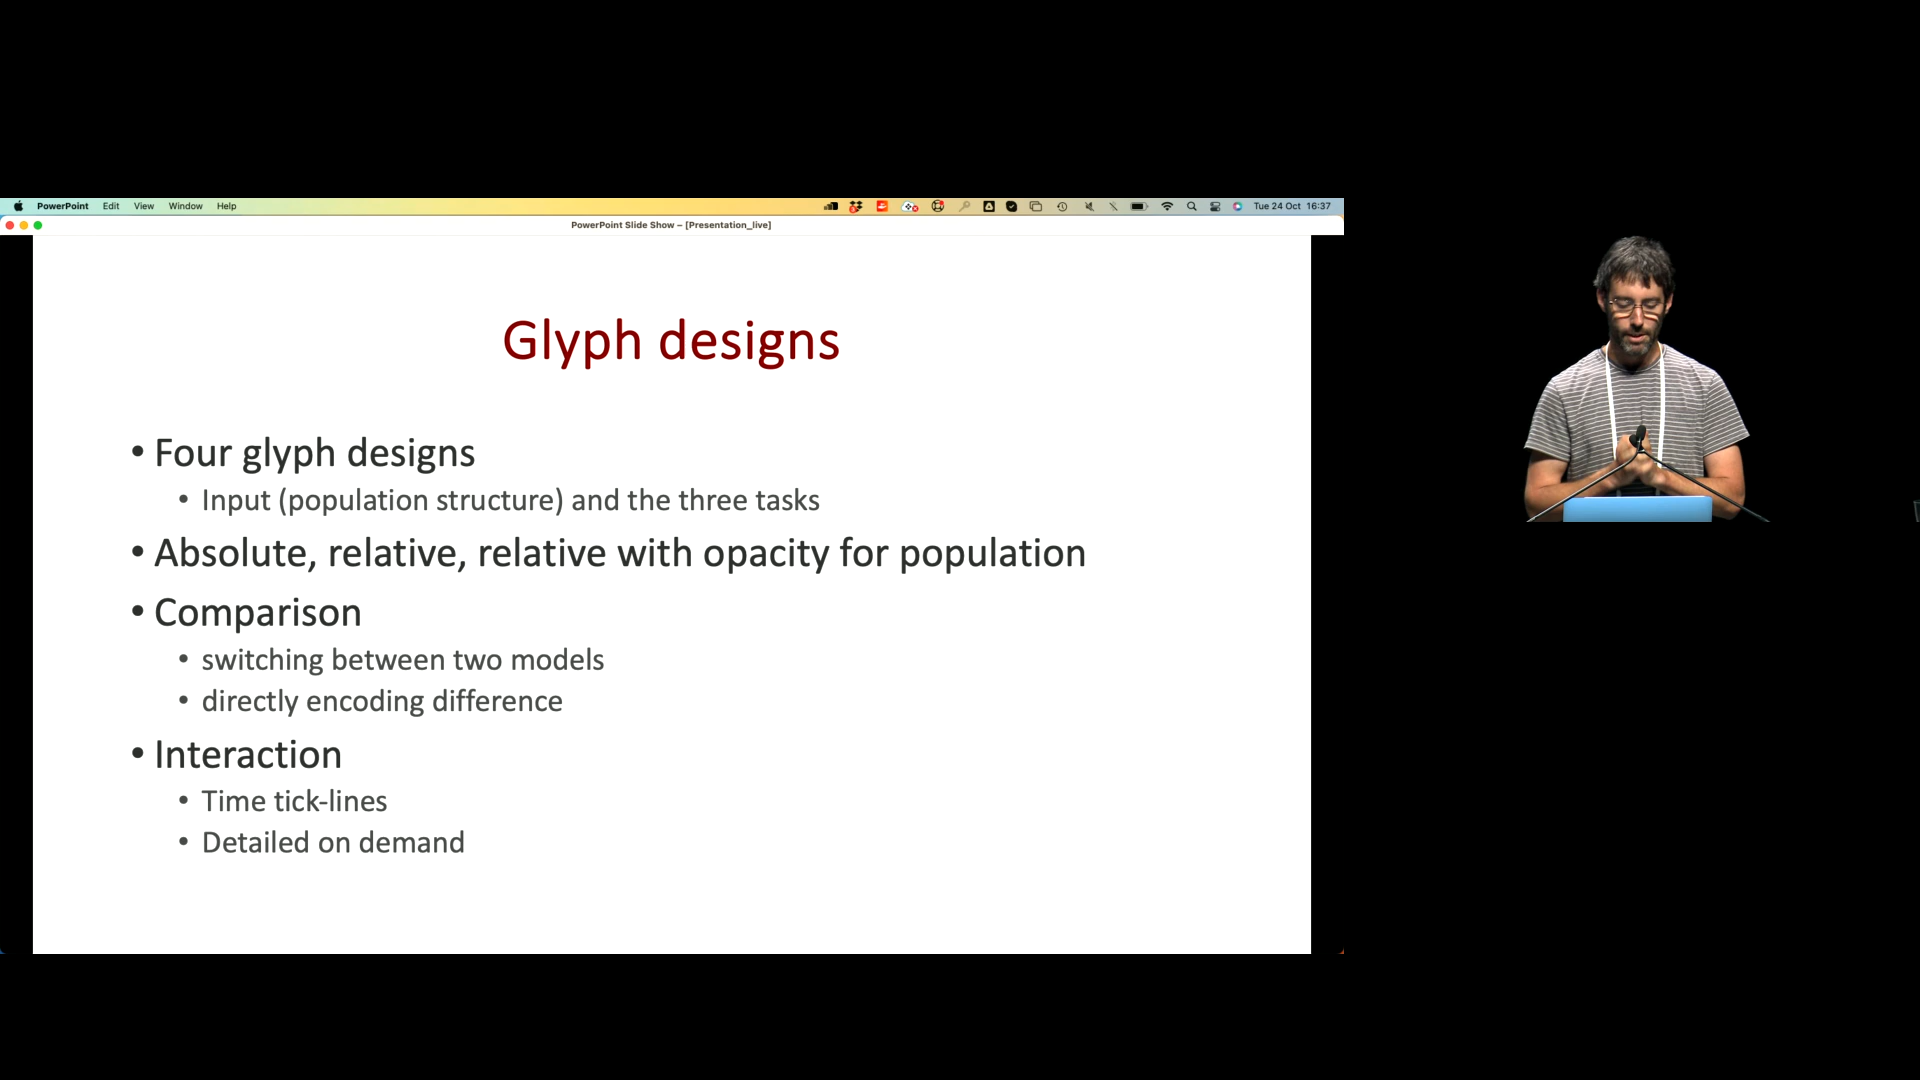 PowerPoint Edit View Window Help Tue 24 Oct 16:37
PowerPoint Slide Show – [Presentation_live]
Glyph designs
• Four glyph designs
• Input (population structure) and the three tasks
• Absolute, relative, relative with opacity for population
• Comparison
• switching between two models
• directly encoding difference
• Interaction
• Time tick-lines
• Detailed on demand